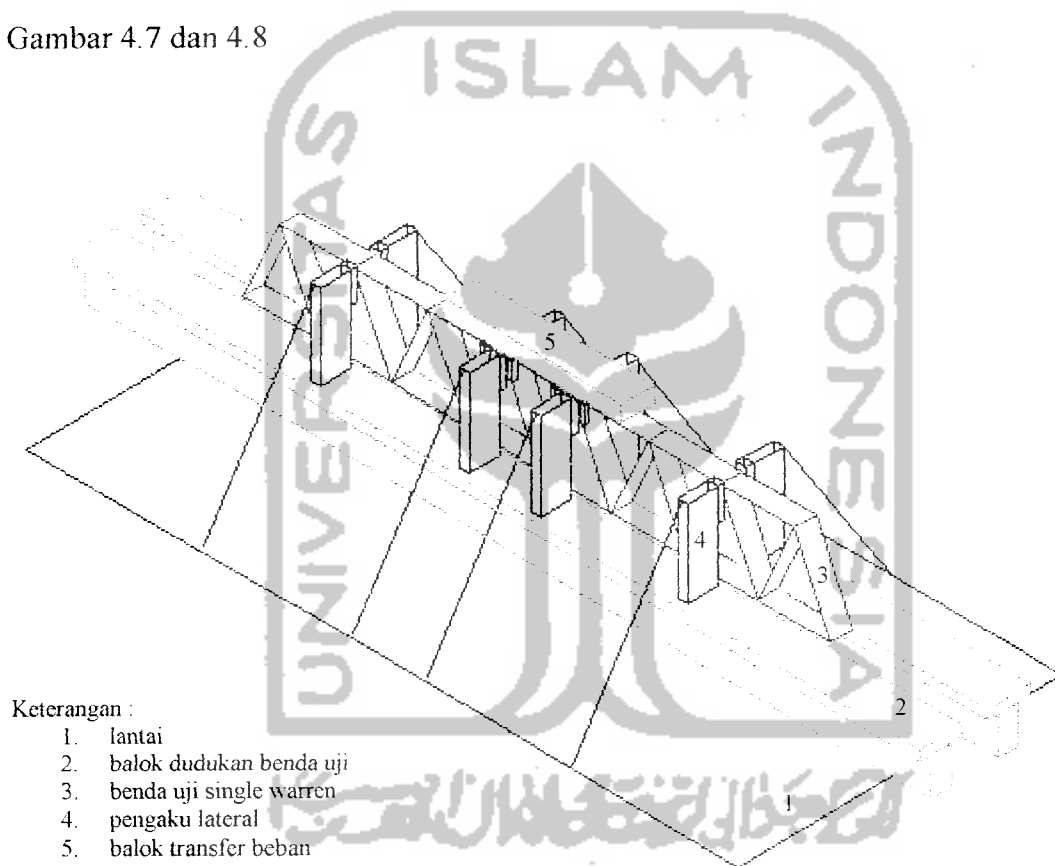 Gambar 4.7 dan 4.8
ISLAM
UNIVERSITAS
INDONESIA
5
4
3
2
1
Keterangan :
1. lantai
2. balok dudukan benda uji
3. benda uji single warren
4. pengaku lateral
5. balok transfer beban